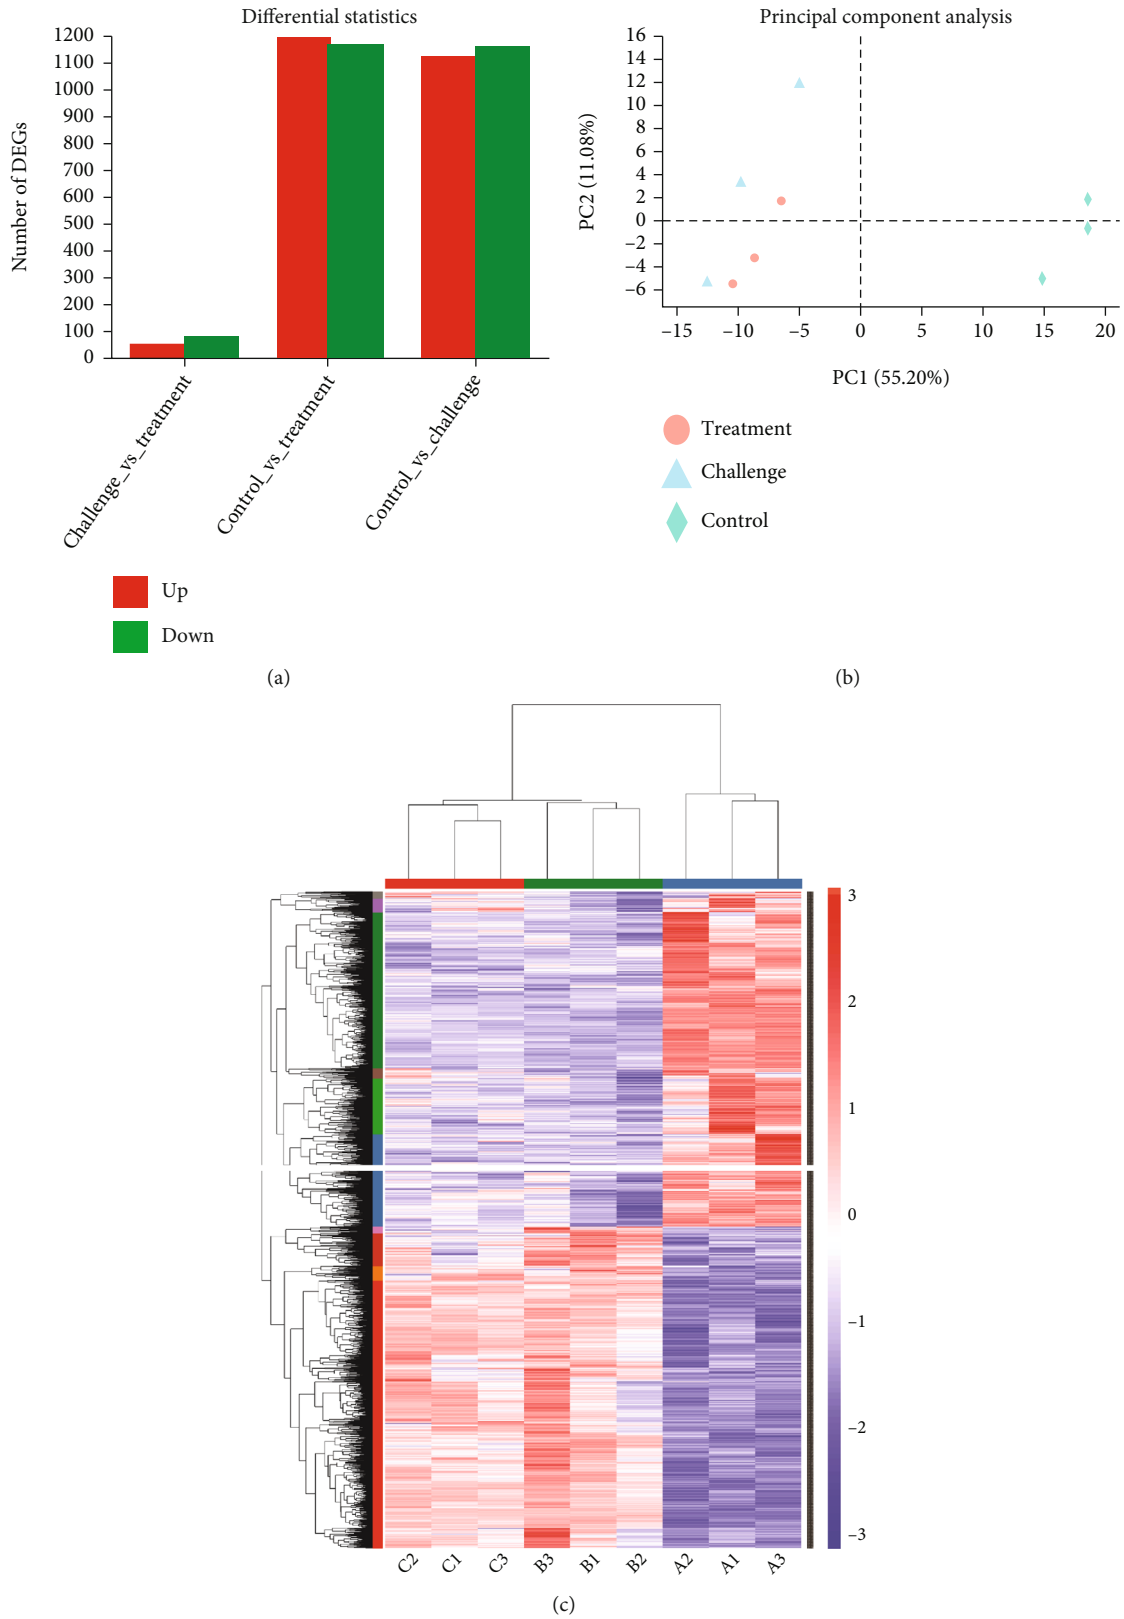 Differential statistics
Number of DEGs
1200
1100
1000
900
800
700
600
500
400
300
200
100
0
Challenge_vs_treatment
Control_vs_treatment
Control_vs_challenge
Up
Down
(a)
Principal component analysis
PC2 (11.08%)
16
14
12
10
8
6
4
2
0
–2
–4
–6
–15 –10 –5 0 5 10 15 20
PC1 (55.20%)
Treatment
Challenge
Control
(b)
3
2
1
0
–1
–2
–3
C2 C1 C3 B3 B1 B2 A2 A1 A3
(c)